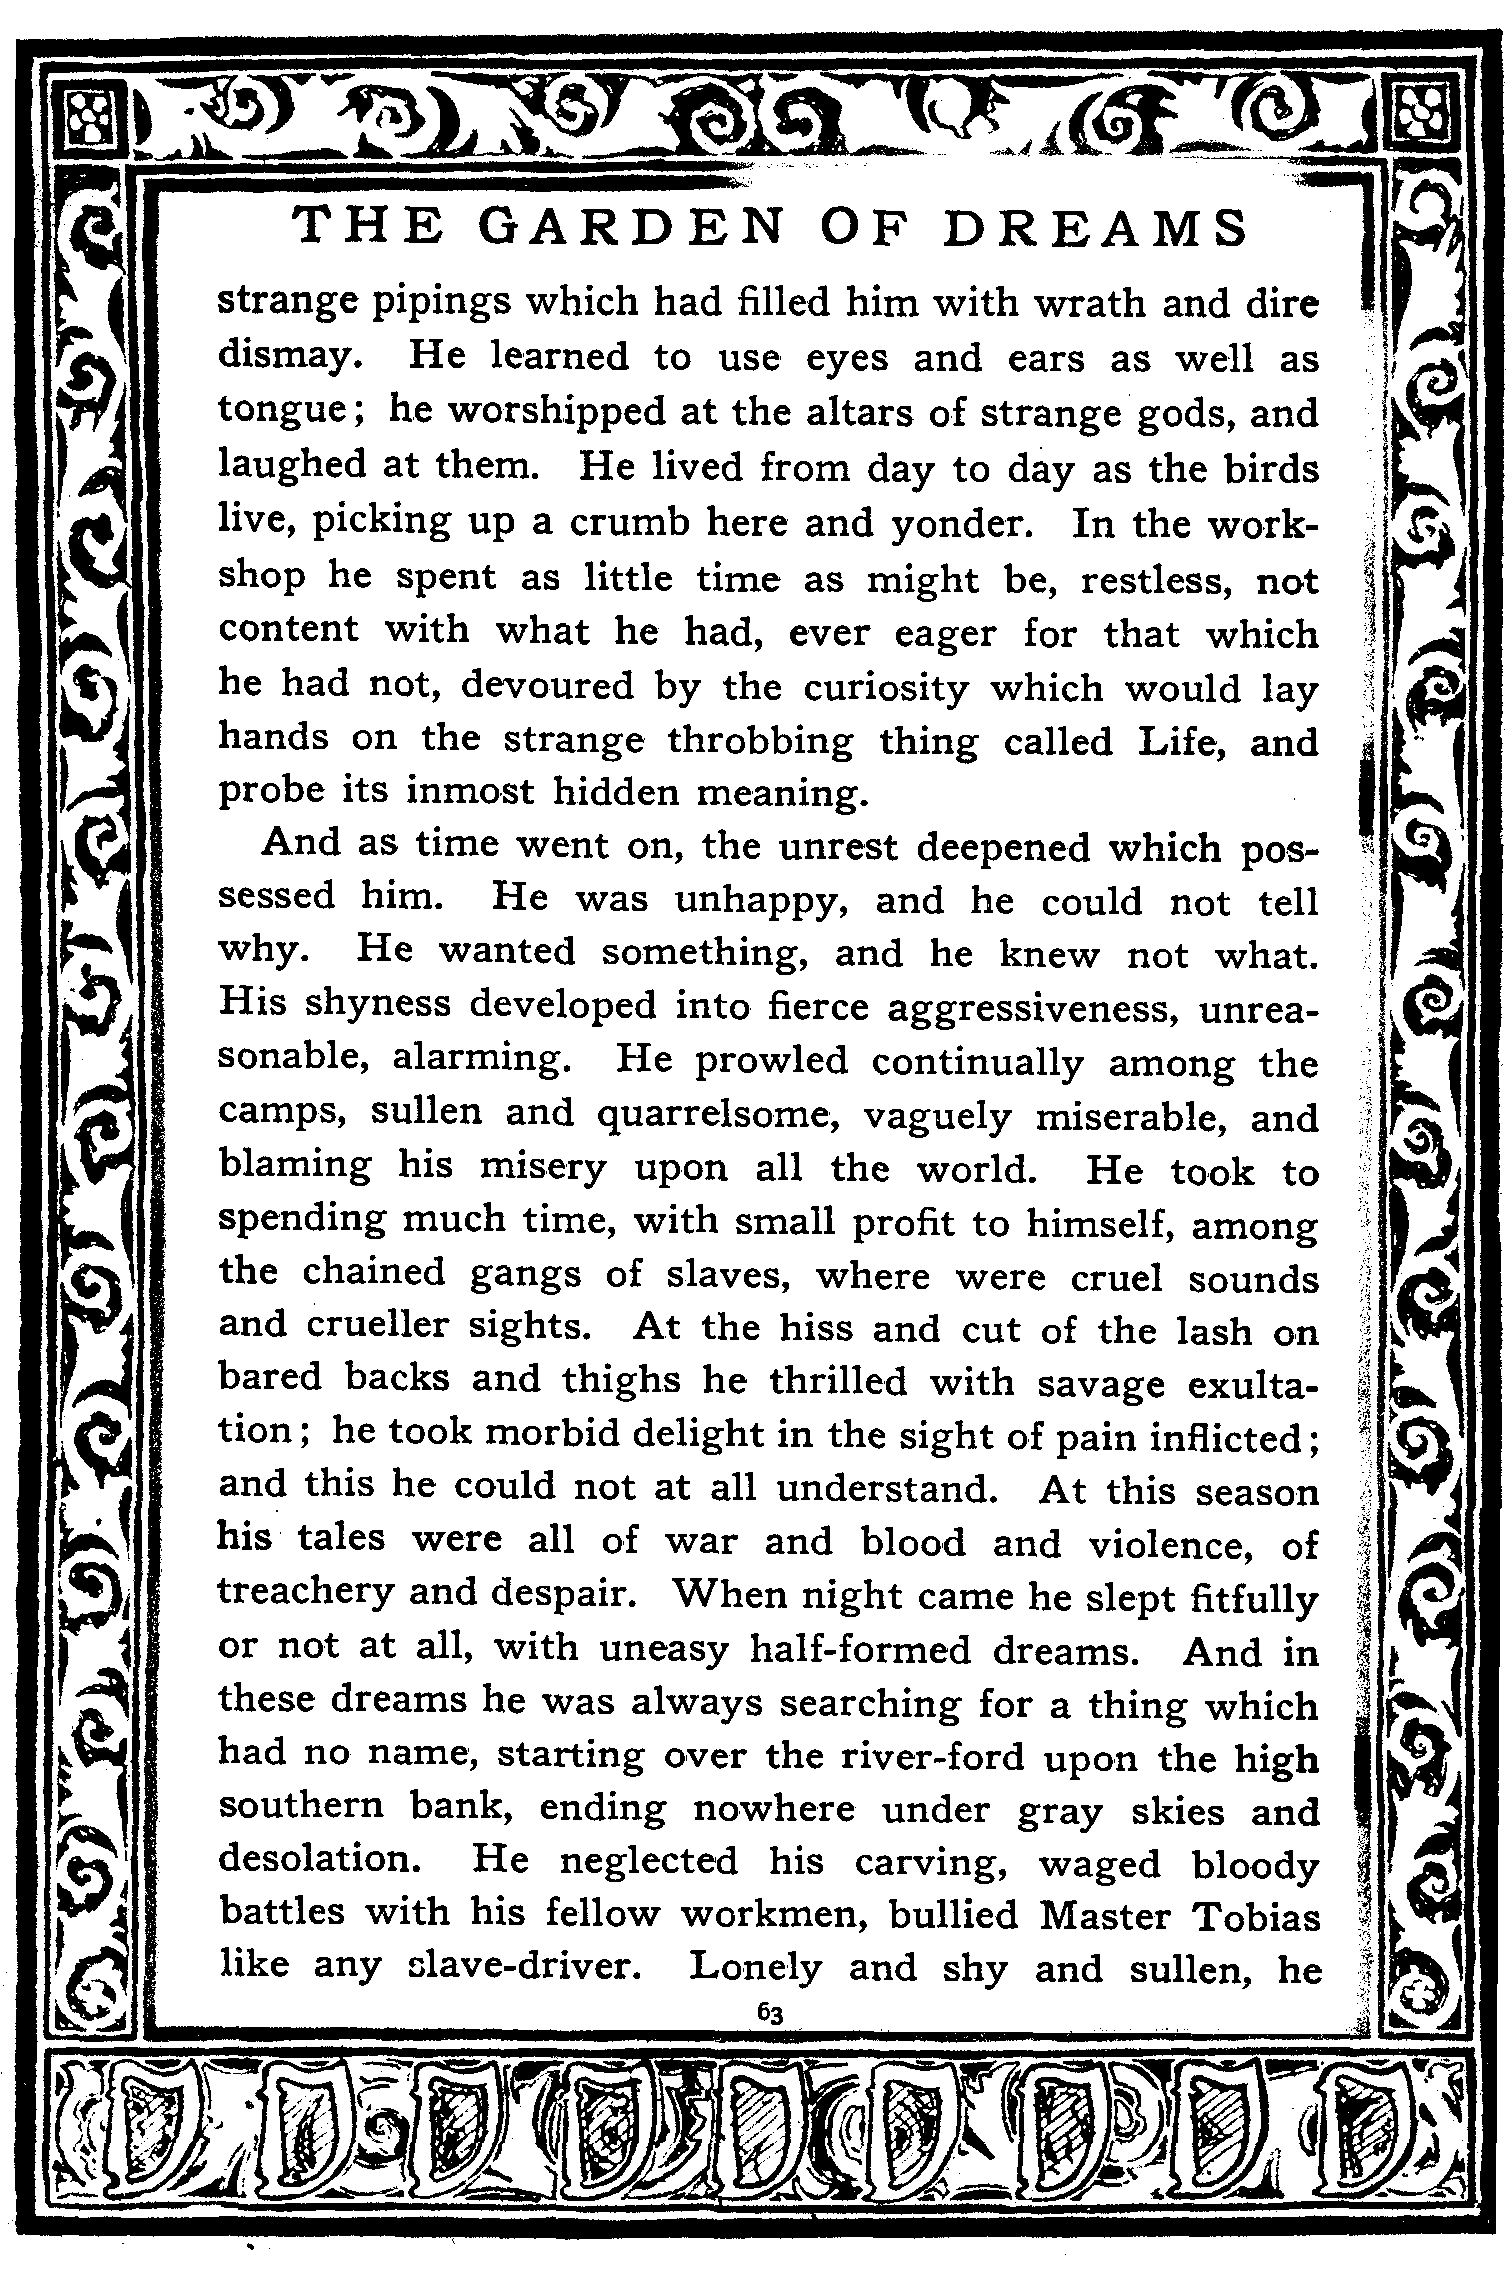 THE GARDEN OF DREAMS
strange pipings which had filled him with wrath and dire
dismay. He learned to use eyes and ears as well as
tongue; he worshipped at the altars of strange gods, and
laughed at them. He lived from day to day as the birds
live, picking up a crumb here and yonder. In the work-
shop he spent as little time as might be, restless, not
content with what he had, ever eager for that which
he had not, devoured by the curiosity which would lay
hands on the strange throbbing thing called Life, and
probe its inmost hidden meaning.
And as time went on, the unrest deepened which pos-
sessed him. He was unhappy, and he could not tell
why. He wanted something, and he knew not what.
His shyness developed into fierce aggressiveness, unrea-
sonable, alarming. He prowled continually among the
camps, sullen and quarrelsome, vaguely miserable, and
blaming his misery upon all the world. He took to
spending much time, with small profit to himself, among
the chained gangs of slaves, where were cruel sounds
and crueller sights. At the hiss and cut of the lash on
bared backs and thighs he thrilled with savage exulta-
tion; he took morbid delight in the sight of pain inflicted;
and this he could not at all understand. At this season
his tales were all of war and blood and violence, of
treachery and despair. When night came he slept fitfully
or not at all, with uneasy half-formed dreams. And in
these dreams he was always searching for a thing which
had no name, starting over the river-ford upon the high
southern bank, ending nowhere under gray skies and
desolation. He neglected his carving, waged bloody
battles with his fellow workmen, bullied Master Tobias
like any slave-driver. Lonely and shy and sullen, he
63